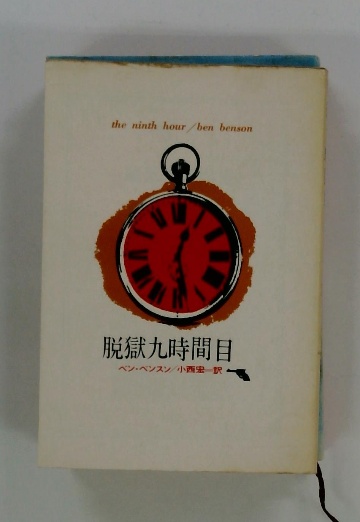 the ninth hour/ben benson
脱獄九時間目
ベン・ベンスン/小西宏訳